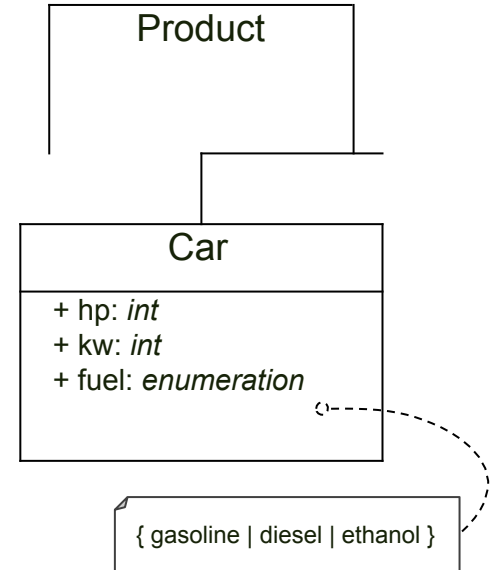 Product
Car
+ hp: int
+ kw: int
+ fuel: enumeration
{ gasoline | diesel | ethanol }